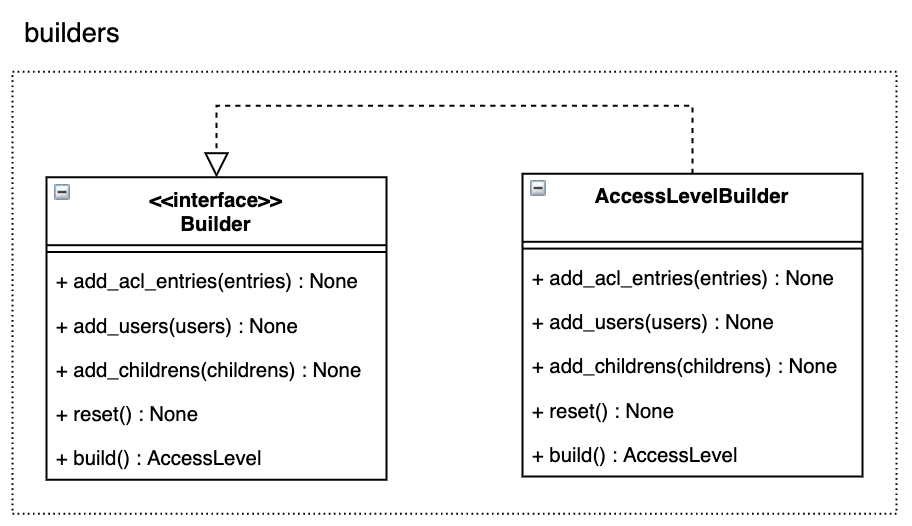 builders
<<interface>>
Builder
+ add_acl_entries(entries) : None
+ add_users(users) : None
+ add_childrens(childrens) : None
+ reset() : None
+ build() : AccessLevel
AccessLevelBuilder
+ add_acl_entries(entries) : None
+ add_users(users) : None
+ add_childrens(childrens) : None
+ reset() : None
+ build() : AccessLevel